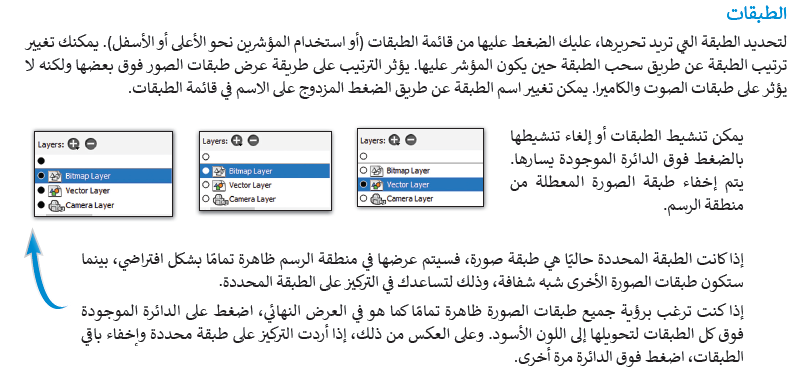 الطبقات
لتحديد الطبقة التي تريد تحريرها، عليك الضغط عليها من قائمة الطبقات (أو استخدام المؤشرين نحو الأعلى أو الأسفل). يمكنك تغيير
ترتيب الطبقة عن طريق سحب الطبقة حين يكون المؤشر عليها. يؤثر الترتيب على طريقة عرض طبقات الصور فوق بعضها ولكنه لا
يؤثر على طبقات الصوت والكاميرا. يمكن تغيير اسم الطبقة عن طريق الضغط المزدوج على الاسم في قائمة الطبقات.
يمكن تنشيط الطبقات أو إلغاء تنشيطها
بالضغط فوق الدائرة الموجودة يسارها.
يتم إخفاء طبقة الصورة المعطلة من
منطقة الرسم.
Layers:
Bitmap Layer
Vector Layer
Camera Layer
Layers:
Bitmap Layer
Vector Layer
Camera Layer
Layers:
Bitmap Layer
Vector Layer
Camera Layer
إذا كانت الطبقة المحددة حاليًا هي طبقة صورة، فسيتم عرضها في منطقة الرسم ظاهرة تمامًا بشكل افتراضي، بينما
ستكون طبقات الصورة الأخرى شبه شفافة، وذلك لتساعدك في التركيز على الطبقة المحددة.
إذا كنت ترغب برؤية جميع طبقات الصورة ظاهرة تمامًا كما هو في العرض النهائي، اضغط على الدائرة الموجودة
فوق كل الطبقات لتحويلها إلى اللون الأسود. وعلى العكس من ذلك، إذا أردت التركيز على طبقة محددة وإخفاء باقي
الطبقات، اضغط فوق الدائرة مرة أخرى.